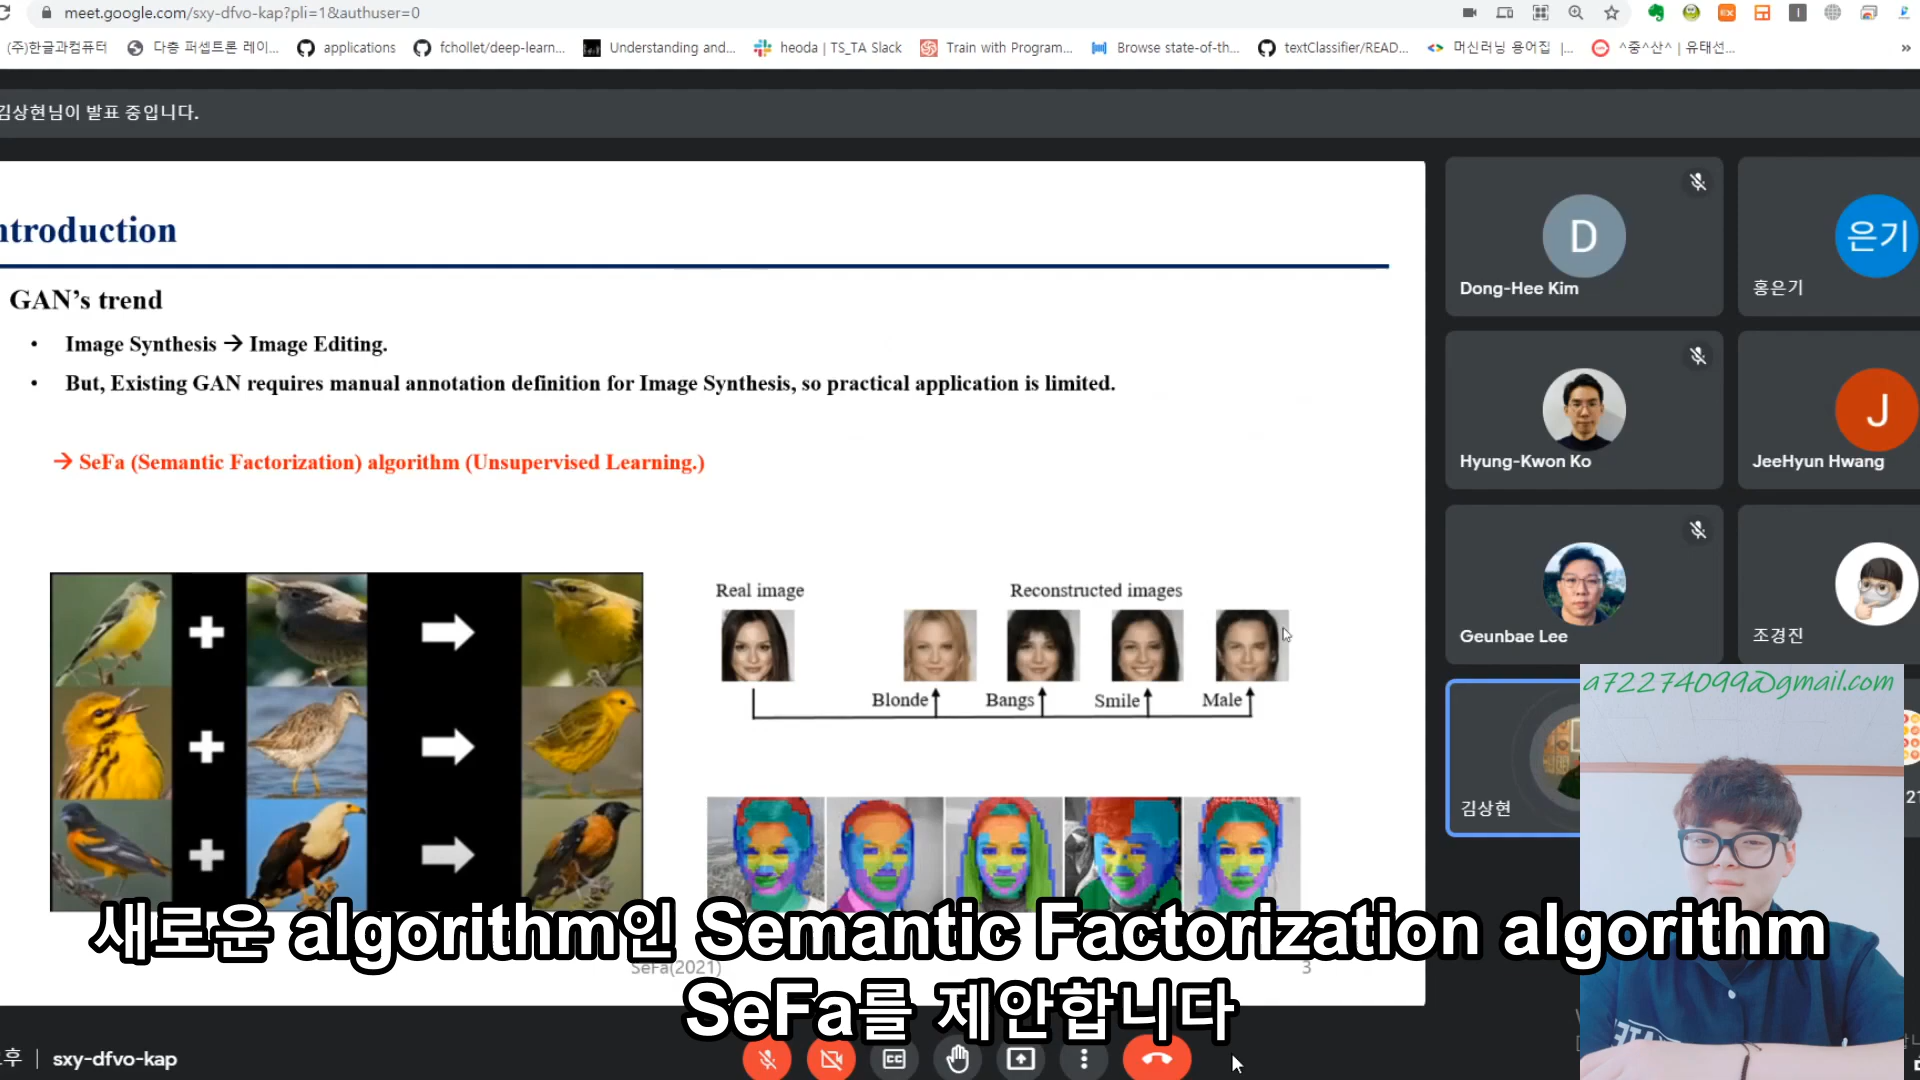 meet.google.com/sxy-dfvo-kap?pli=1&authuser=0
(주)한글과컴퓨터 다층 퍼셉트론 레이... applications fchollet/deep-learn... Understanding and... heoda | TS_TA Slack Train with Program... Browse state-of-th... textClassifier/READ... 머신러닝 용어집 |... ^중^산^ | 유태선...
김상현님이 발표 중입니다.
ntroduction
GAN's trend
• Image Synthesis → Image Editing.
• But, Existing GAN requires manual annotation definition for Image Synthesis, so practical application is limited.
→ SeFa (Semantic Factorization) algorithm (Unsupervised Learning.)
Real image Reconstructed images
Blonde Bangs Smile Male
SeFa(2021) 3
D
Dong-Hee Kim
은기
홍은기
Hyung-Kwon Ko
J
JeeHyun Hwang
Geunbae Lee
조경진
김상현
a72274099@gmail.com
새로운 algorithm인 Semantic Factorization algorithm
SeFa를 제안합니다
sxy-dfvo-kap